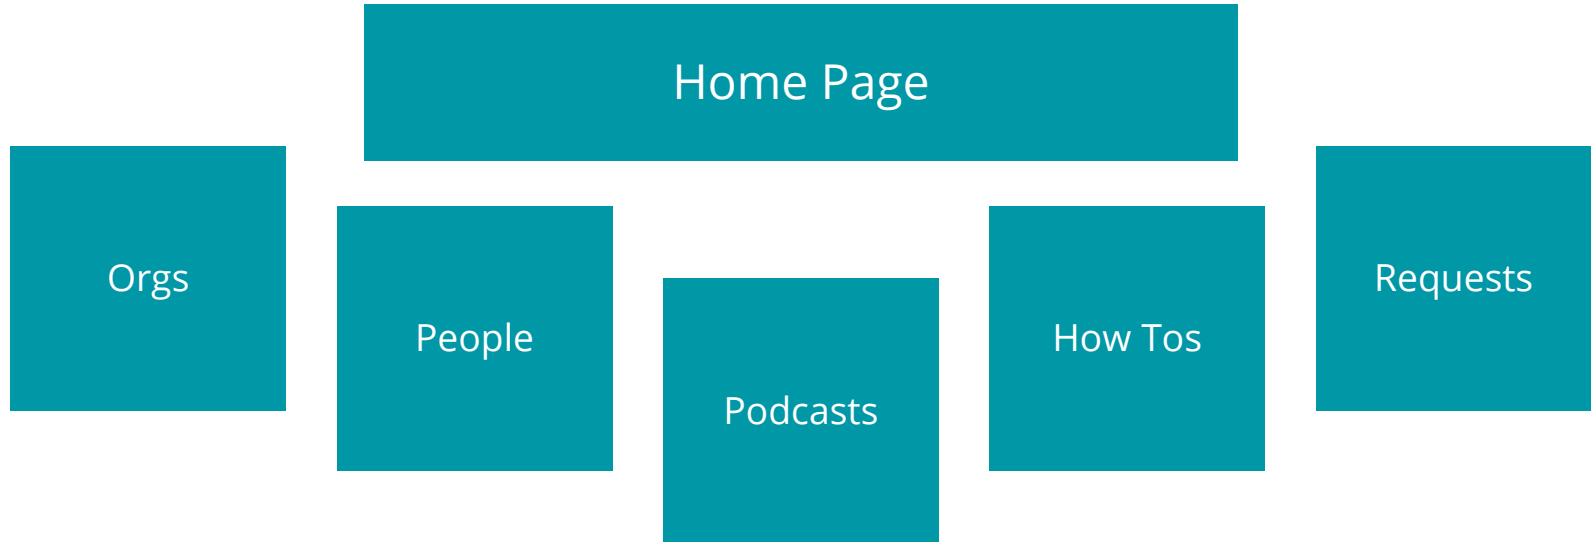 Home Page
Orgs
People
Podcasts
How Tos
Requests